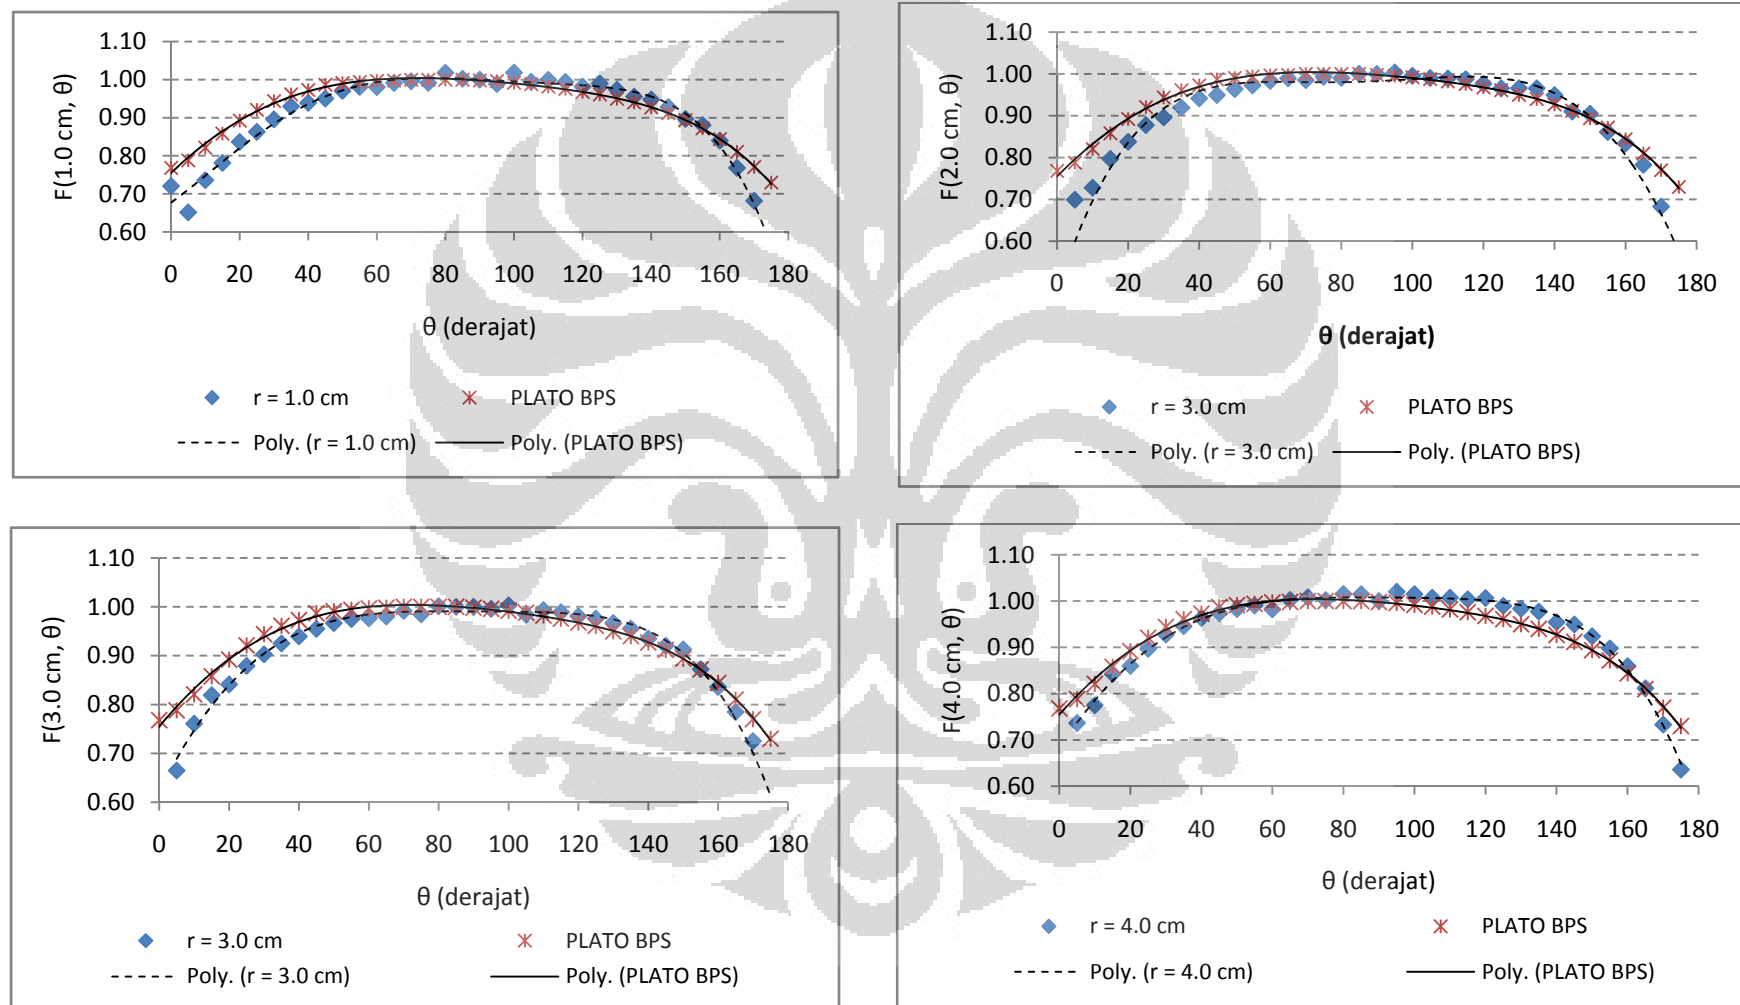 1.10
1.00
0.90
0.80
0.70
0.60
F(1.0 cm, θ)
0 20 40 60 80 100 120 140 160 180
θ (derajat)
r = 1.0 cm PLATO BPS
Poly. (r = 1.0 cm) Poly. (PLATO BPS)
1.10
1.00
0.90
0.80
0.70
0.60
F(2.0 cm, θ)
0 20 40 60 80 100 120 140 160 180
θ (derajat)
r = 3.0 cm PLATO BPS
Poly. (r = 3.0 cm) Poly. (PLATO BPS)
1.10
1.00
0.90
0.80
0.70
0.60
F(3.0 cm, θ)
0 20 40 60 80 100 120 140 160 180
θ (derajat)
r = 3.0 cm PLATO BPS
Poly. (r = 3.0 cm) Poly. (PLATO BPS)
1.10
1.00
0.90
0.80
0.70
0.60
F(4.0 cm, θ)
0 20 40 60 80 100 120 140 160 180
θ (derajat)
r = 4.0 cm PLATO BPS
Poly. (r = 4.0 cm) Poly. (PLATO BPS)